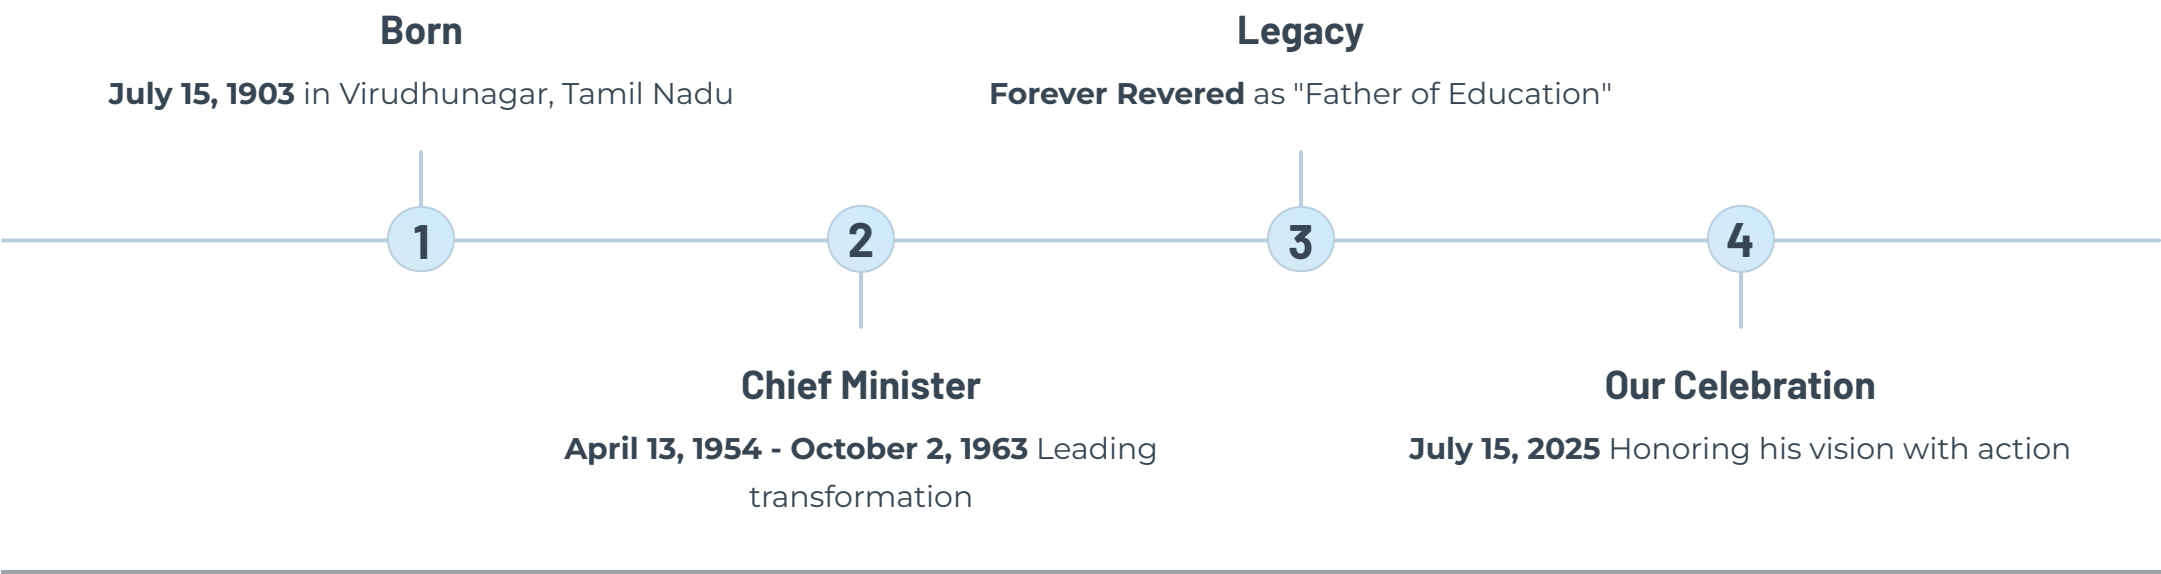 Born
July 15, 1903 in Virudhunagar, Tamil Nadu
Legacy
Forever Revered as "Father of Education"
1
2
3
4
Chief Minister
April 13, 1954 - October 2, 1963 Leading
transformation
Our Celebration
July 15, 2025 Honoring his vision with action